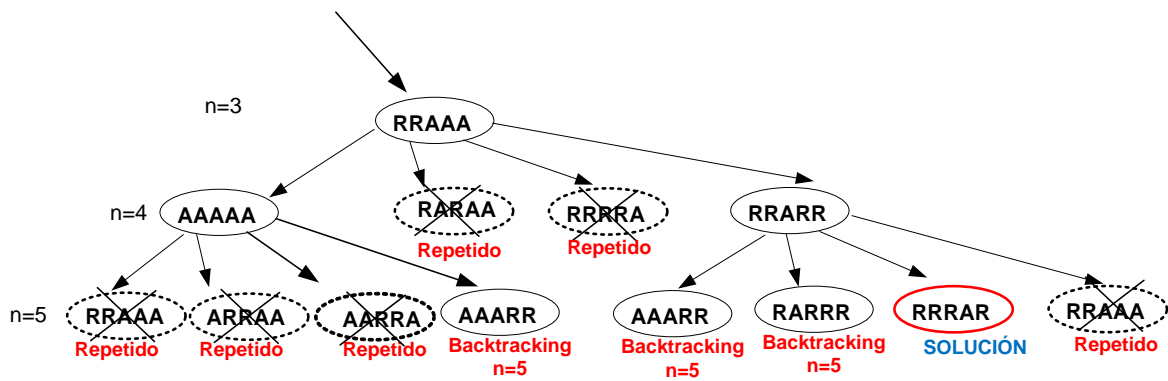 n=3
RRAAA
n=4
AAAAA
RARAA
RRRRA
RRARR
Repetido
Repetido
n=5
RRAAA
ARRAA
AARRA
AAARR
AAARR
RARRR
RRRAR
RRAAA
Repetido
Repetido
Repetido
Backtracking
n=5
Backtracking
n=5
Backtracking
n=5
SOLUCIÓN
Repetido